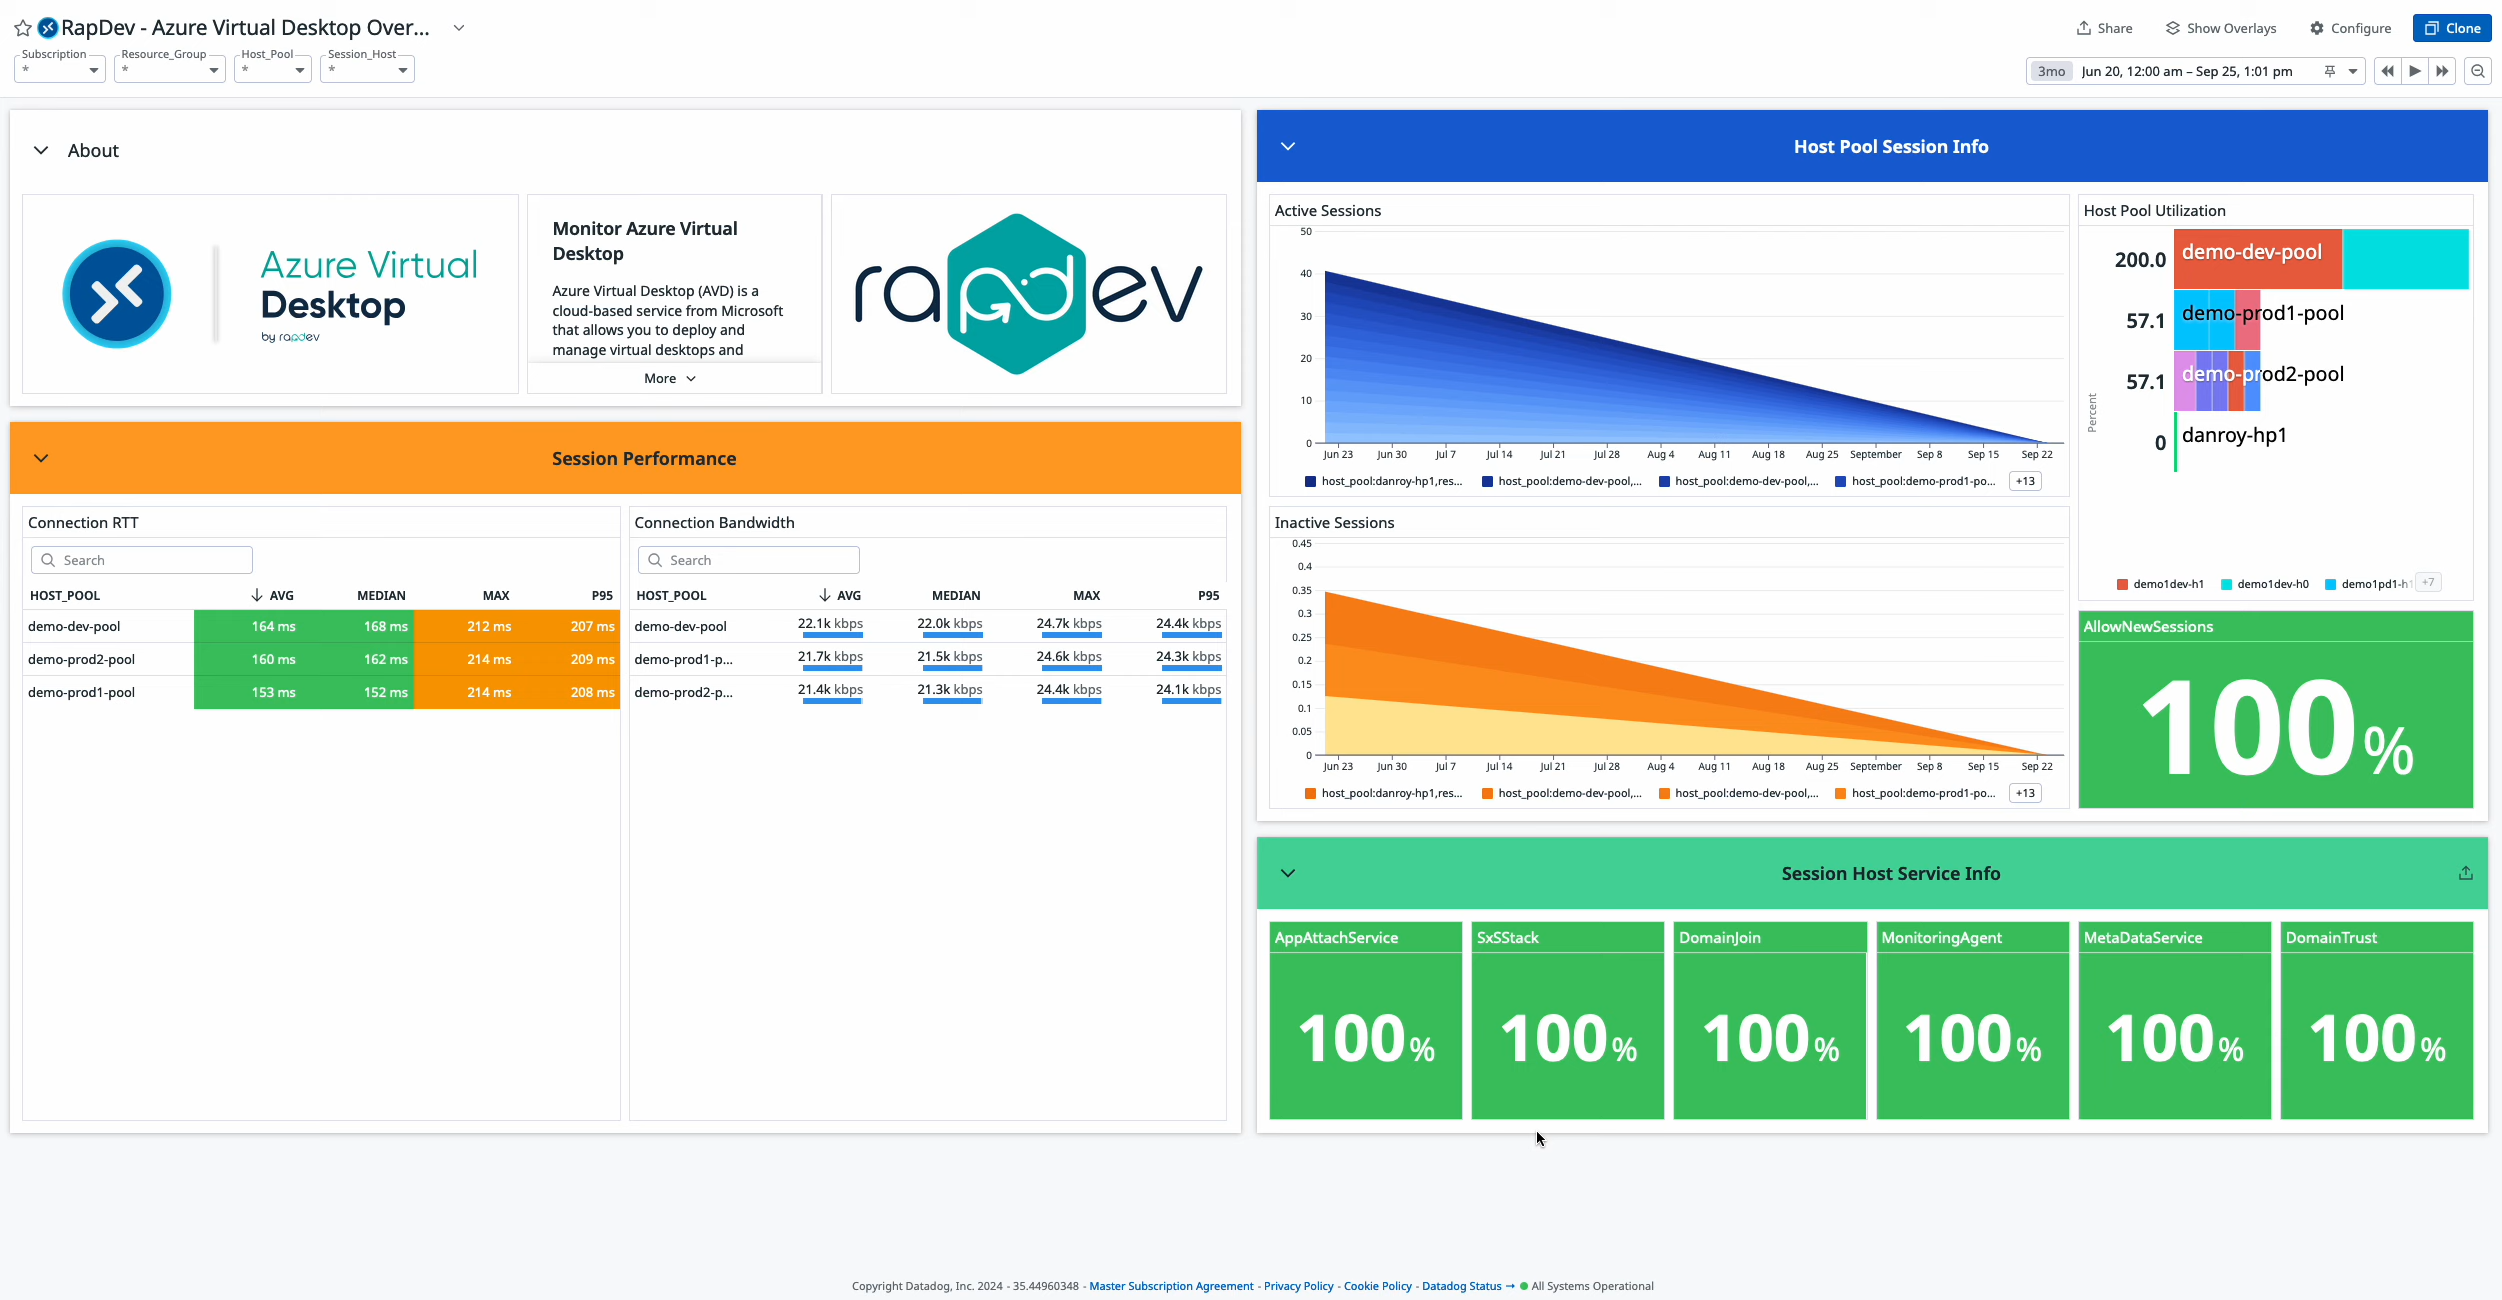 RapDev - Azure Virtual Desktop Over...
Share
Show Overlays
Configure
Clone
Subscription
*
Resource_Group
*
Host_Pool
*
Session_Host
*
3mo Jun 20, 12:00 am – Sep 25, 1:01 pm
About
Azure Virtual
Desktop
by rapdev
Monitor Azure Virtual
Desktop
Azure Virtual Desktop (AVD) is a
cloud-based service from Microsoft
that allows you to deploy and
manage virtual desktops and
More
rapdev
Session Performance
Connection RTT
Search
HOST_POOL AVG MEDIAN MAX P95
demo-dev-pool 164 ms 168 ms 212 ms 207 ms
demo-prod2-pool 160 ms 162 ms 214 ms 209 ms
demo-prod1-pool 153 ms 152 ms 214 ms 208 ms
Connection Bandwidth
Search
HOST_POOL AVG MEDIAN MAX P95
demo-dev-pool 22.1k kbps 22.0k kbps 24.7k kbps 24.4k kbps
demo-prod1-p... 21.7k kbps 21.5k kbps 24.6k kbps 24.3k kbps
demo-prod2-p... 21.4k kbps 21.3k kbps 24.4k kbps 24.1k kbps
Host Pool Session Info
Active Sessions
50
40
30
20
10
0
Jun 23 Jun 30 Jul 7 Jul 14 Jul 21 Jul 28 Aug 4 Aug 11 Aug 18 Aug 25 September Sep 8 Sep 15 Sep 22
host_pool:danroy-hp1,res... host_pool:demo-dev-pool,... host_pool:demo-dev-pool,... host_pool:demo-prod1-po... +13
Inactive Sessions
0.45
0.4
0.35
0.3
0.25
0.2
0.15
0.1
0.05
0
Jun 23 Jun 30 Jul 7 Jul 14 Jul 21 Jul 28 Aug 4 Aug 11 Aug 18 Aug 25 September Sep 8 Sep 15 Sep 22
host_pool:danroy-hp1,res... host_pool:demo-dev-pool,... host_pool:demo-dev-pool,... host_pool:demo-prod1-po... +13
Host Pool Utilization
Percent
200.0 demo-dev-pool
57.1 demo-prod1-pool
57.1 demo-prod2-pool
0 danroy-hp1
demo1dev-h1 demo1dev-h0 demo1pd1-h1 +7
AllowNewSessions
100%
Session Host Service Info
AppAttachService
100%
SxSStack
100%
DomainJoin
100%
MonitoringAgent
100%
MetaDataService
100%
DomainTrust
100%
Copyright Datadog, Inc. 2024 - 35.44960348 - Master Subscription Agreement - Privacy Policy - Cookie Policy - Datadog Status → All Systems Operational